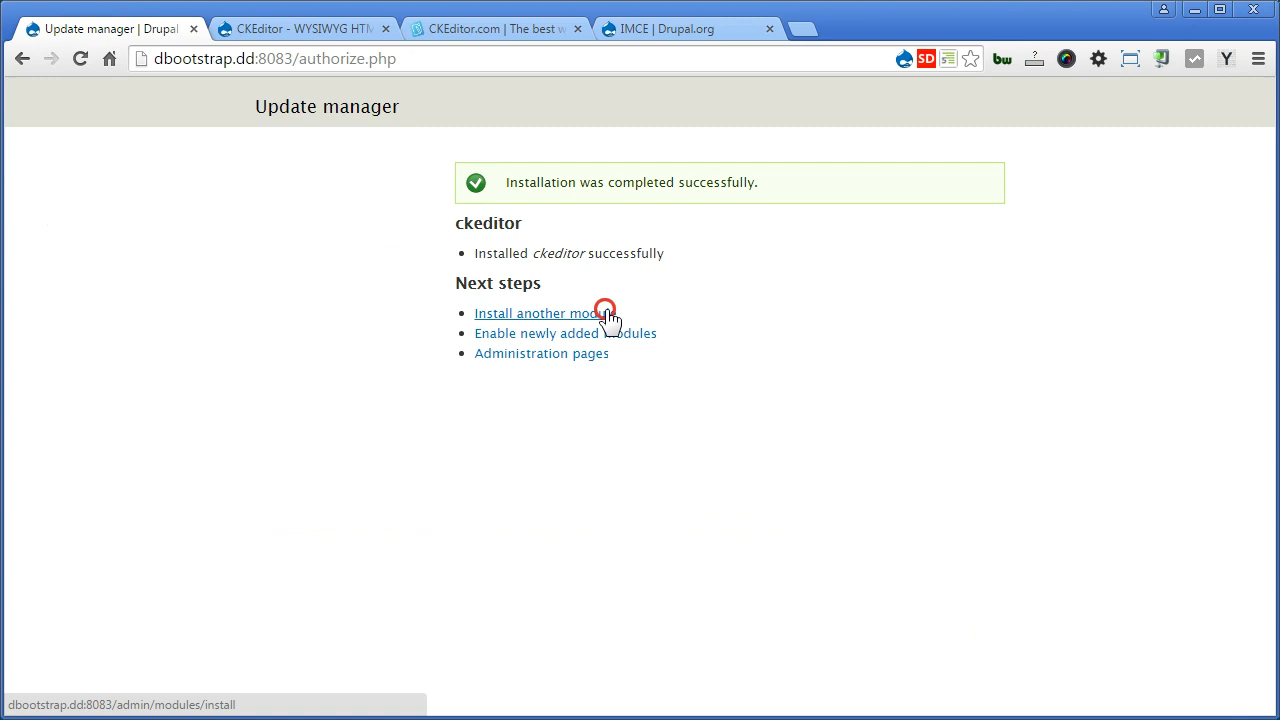 Update manager | Drupal
CKEditor - WYSIWYG HTM
CKEditor.com | The best w
IMCE | Drupal.org
dbootstrap.dd:8083/authorize.php
SD
bw
Y
Update manager
Installation was completed successfully.
ckeditor
Installed ckeditor successfully
Next steps
Install another
Enable newly added modules
Administration pages
dbootstrap.dd:8083/admin/modules/install